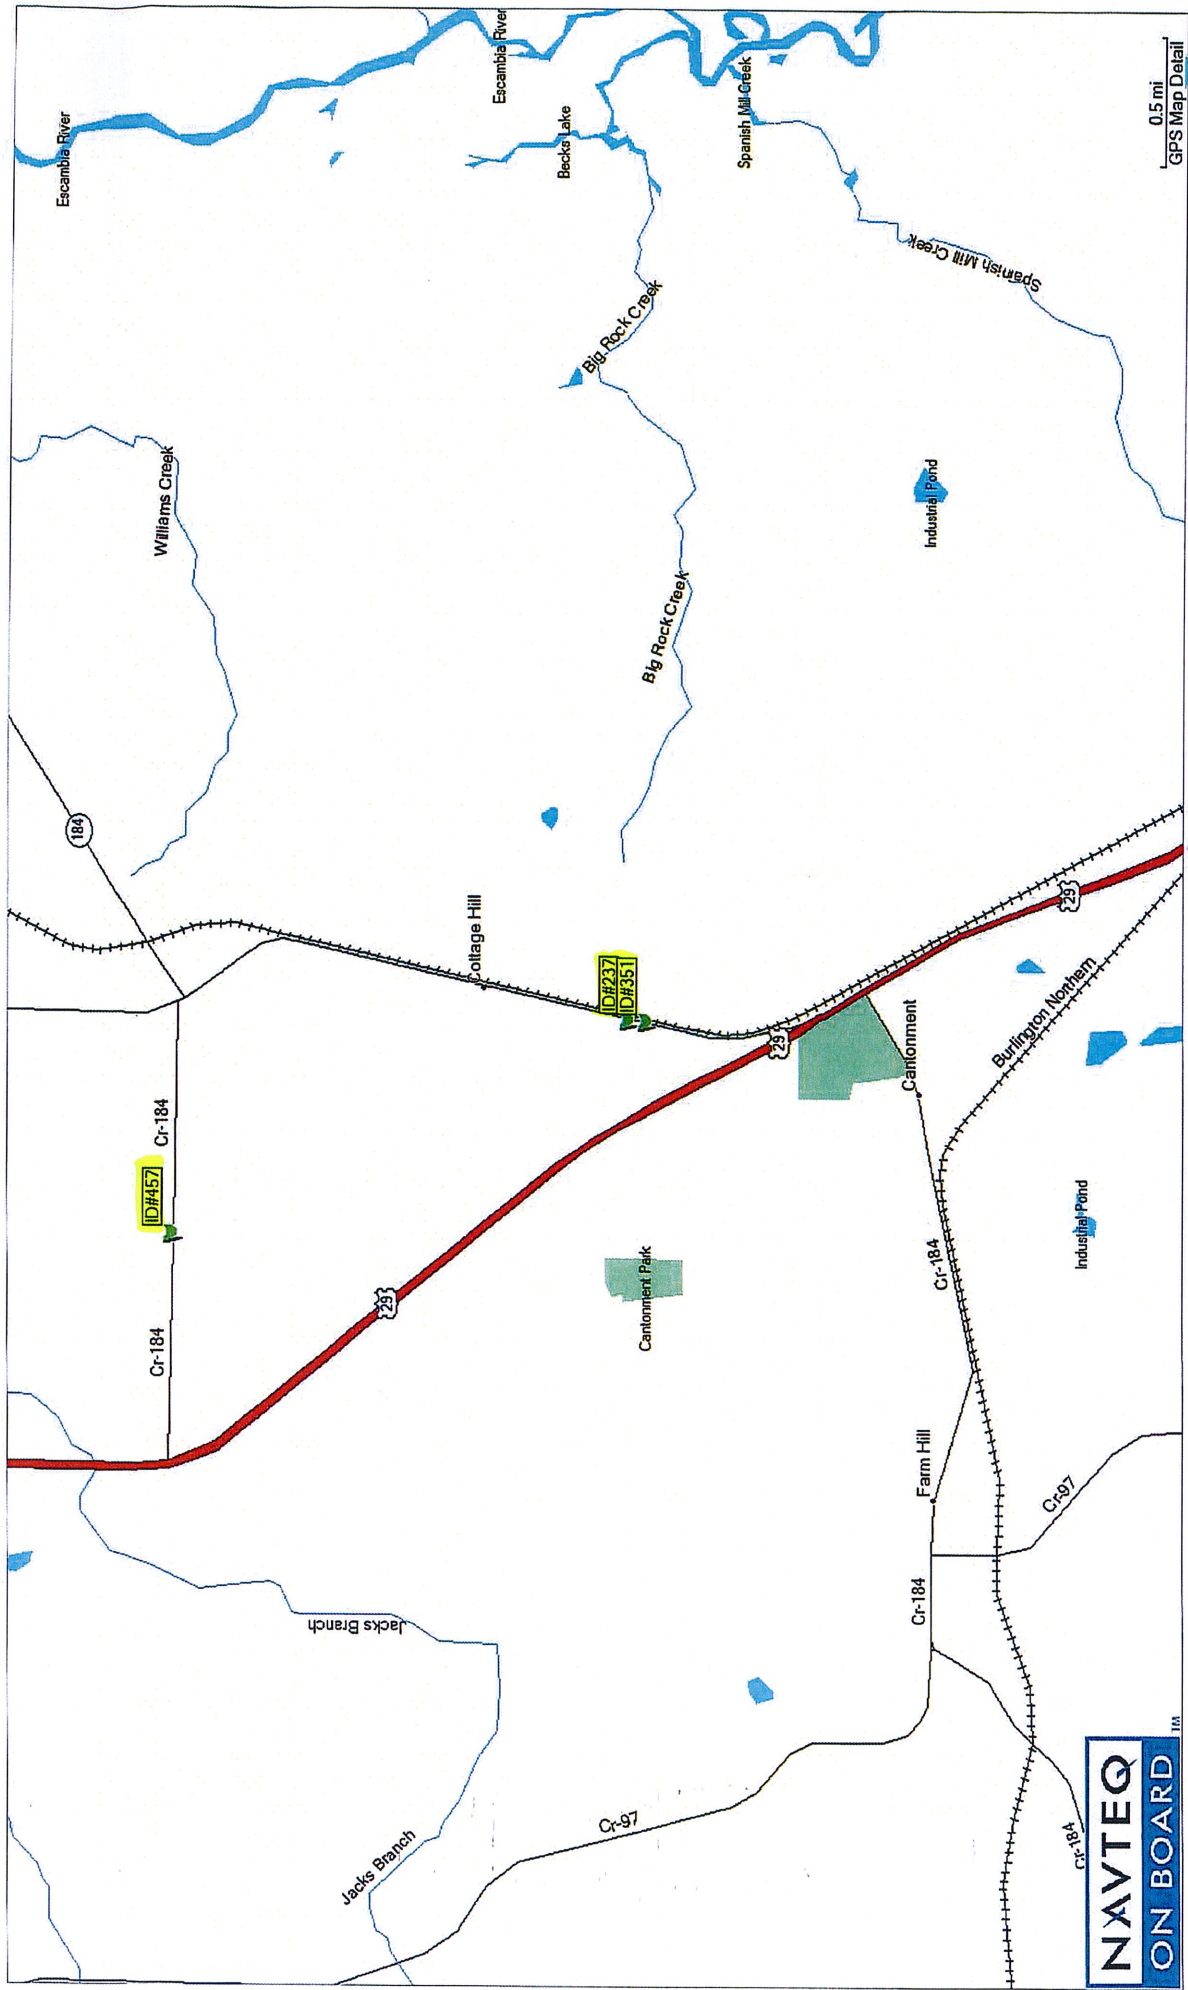 Escambia River
184
ID#457
Cr-184
Cr-184
Williams Creek
Jacks Branch
Jacks Branch
29
Cottage Hill
Escambia River
Becks Lake
ID#237
ID#351
Cr-97
Big Rock Creek
Cantonment Park
Big Rock Creek
Spanish Mill Creek
29
Cantonment
Cr-184
Farm Hill
Industrial Pond
Cr-184
Spanish Mill Creek
Burlington Northern
Cr-97
29
Cr-184
Industrial Pond
NAVTEQ
ON BOARD™
0.5 mi
GPS Map Detail